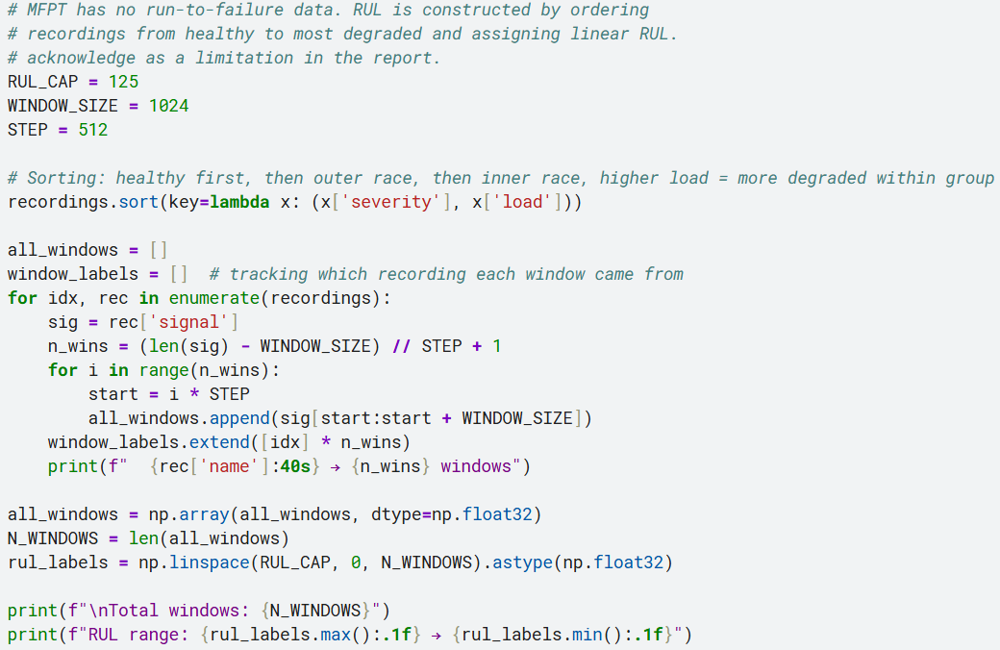 # MFPT has no run-to-failure data. RUL is constructed by ordering
# recordings from healthy to most degraded and assigning linear RUL.
# acknowledge as a limitation in the report.
RUL_CAP = 125
WINDOW_SIZE = 1024
STEP = 512
# Sorting: healthy first, then outer race, then inner race, higher load = more degraded within group
recordings.sort(key=lambda x: (x['severity'], x['load']))
all_windows = []
window_labels = []  # tracking which recording each window came from
for idx, rec in enumerate(recordings):
    sig = rec['signal']
    n_wins = (len(sig) - WINDOW_SIZE) // STEP + 1
    for i in range(n_wins):
        start = i * STEP
        all_windows.append(sig[start:start + WINDOW_SIZE])
    window_labels.extend([idx] * n_wins)
    print(f"  {rec['name']:40s} → {n_wins} windows")
all_windows = np.array(all_windows, dtype=np.float32)
N_WINDOWS = len(all_windows)
rul_labels = np.linspace(RUL_CAP, 0, N_WINDOWS).astype(np.float32)
print(f"\nTotal windows: {N_WINDOWS}")
print(f"RUL range: {rul_labels.max():.1f} → {rul_labels.min():.1f}")